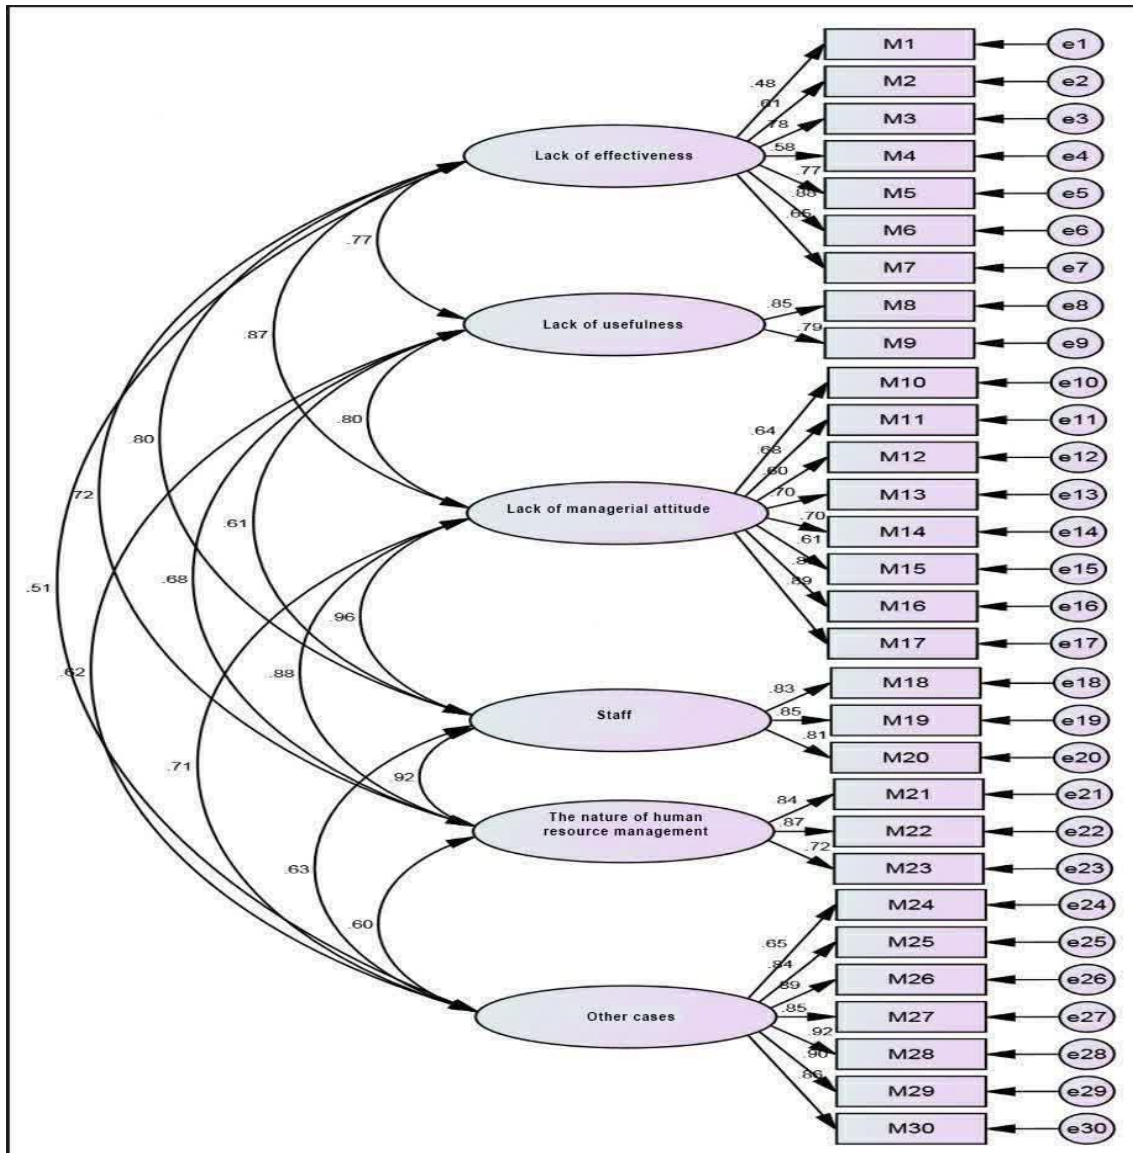 M1
e1
.48
M2
e2
.61
M3
e3
.78
Lack of effectiveness
M4
e4
.58
M5
e5
.77
M6
e6
.88
M7
e7
.65
.77
Lack of usefulness
M8
e8
.85
M9
e9
.79
.87
.80
M10
e10
.64
M11
e11
.68
M12
e12
.60
Lack of managerial attitude
M13
e13
.70
M14
e14
.70
M15
e15
.61
M16
e16
M17
e17
.89
.80
.72
.61
.51
.68
.96
.62
.88
Staff
M18
e18
.83
M19
e19
.85
M20
e20
.81
.71
.92
The nature of human
resource management
M21
e21
.84
M22
e22
.87
M23
e23
.72
.63
.60
Other cases
M24
e24
.65
M25
e25
.84
M26
e26
.89
M27
e27
.85
M28
e28
.92
M29
e29
.90
M30
e30
.86